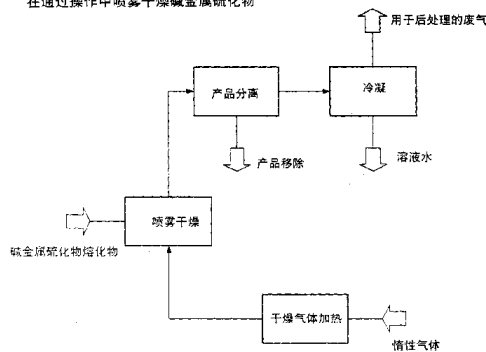 在通过操作中喷雾干燥碱金属硫化物
用于后处理的废气
产品分离
冷凝
产品移除
溶液水
喷雾干燥
碱金属硫化物熔化物
干燥气体加热
惰性气体